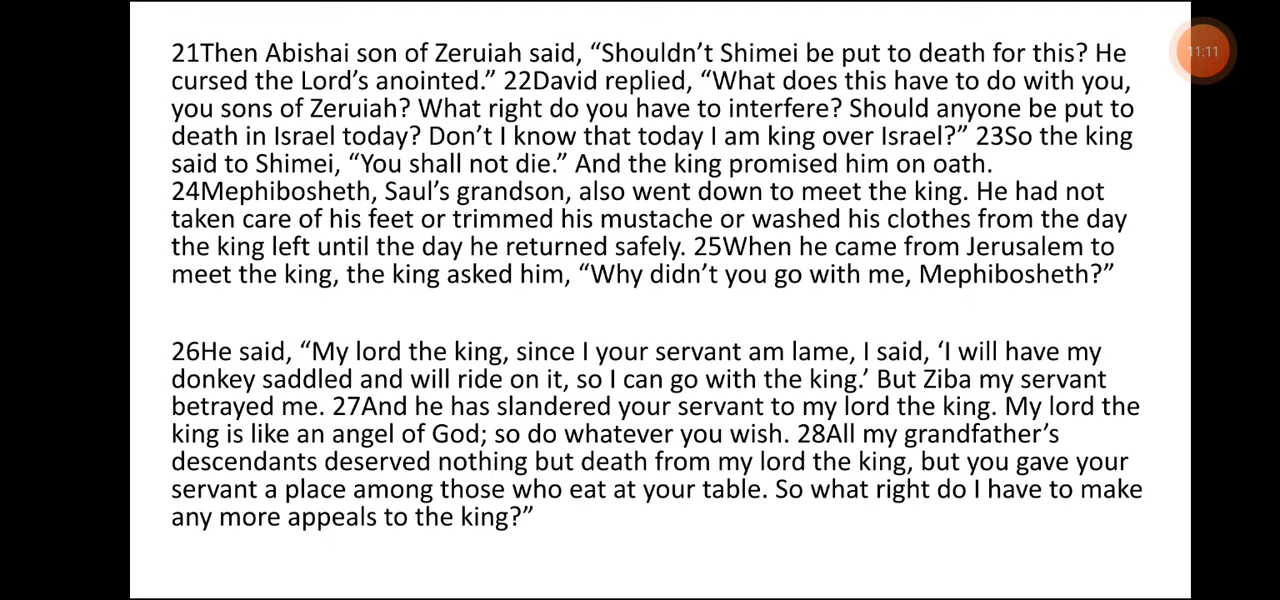 21Then Abishai son of Zeruiah said, “Shouldn’t Shimei be put to death for this? He
cursed the Lord’s anointed.” 22David replied, “What does this have to do with you,
you sons of Zeruiah? What right do you have to interfere? Should anyone be put to
death in Israel today? Don’t I know that today I am king over Israel?” 23So the king
said to Shimei, “You shall not die.” And the king promised him on oath.
24Mephibosheth, Saul’s grandson, also went down to meet the king. He had not
taken care of his feet or trimmed his mustache or washed his clothes from the day
the king left until the day he returned safely. 25When he came from Jerusalem to
meet the king, the king asked him, “Why didn’t you go with me, Mephibosheth?”
26He said, “My lord the king, since I your servant am lame, I said, ‘I will have my
donkey saddled and will ride on it, so I can go with the king.’ But Ziba my servant
betrayed me. 27And he has slandered your servant to my lord the king. My lord the
king is like an angel of God; so do whatever you wish. 28All my grandfather’s
descendants deserved nothing but death from my lord the king, but you gave your
servant a place among those who eat at your table. So what right do I have to make
any more appeals to the king?”
11:11